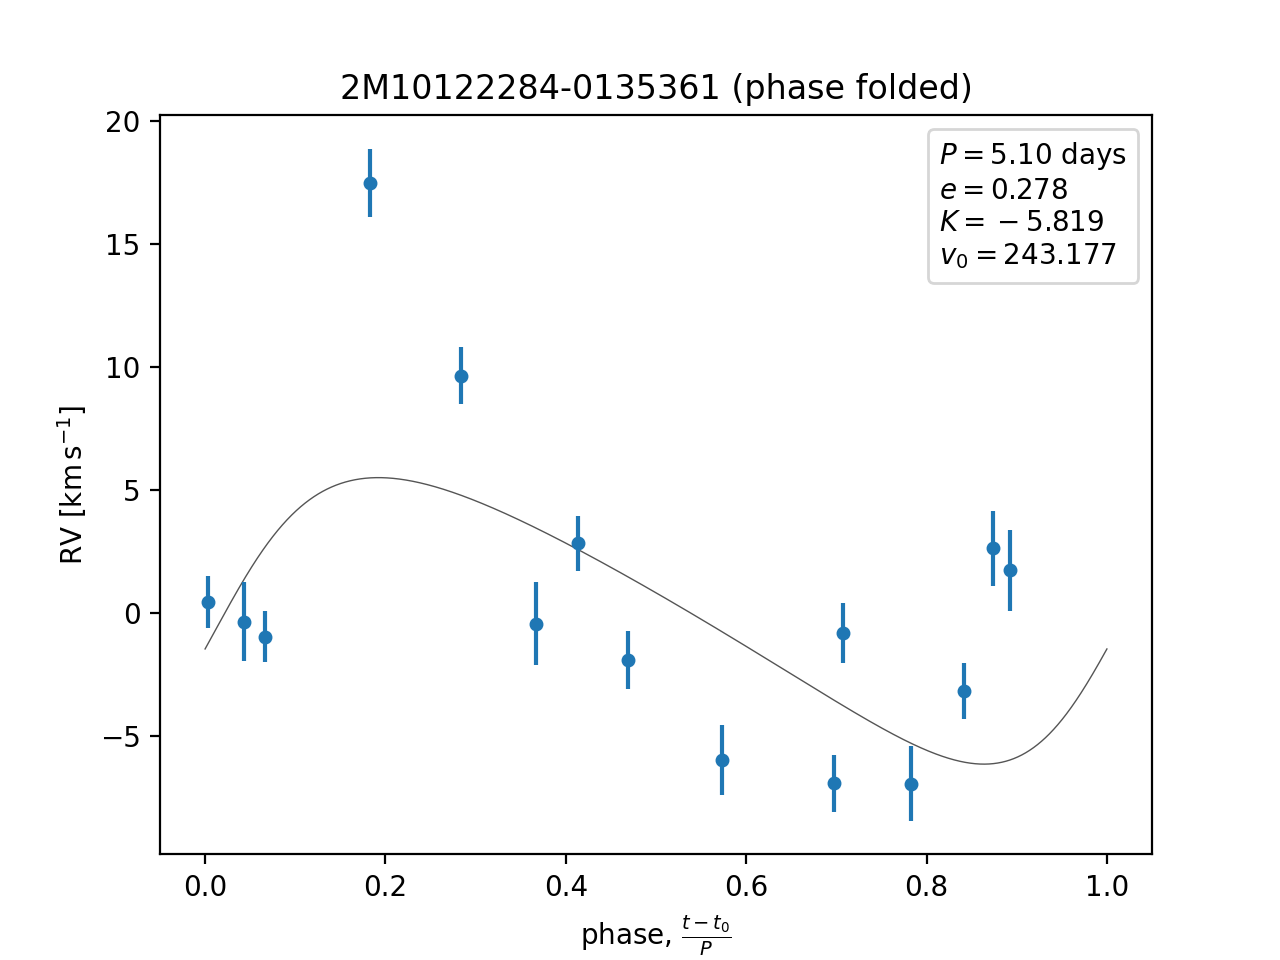 2M10122284-0135361 (phase folded)
P = 5.10 days
e = 0.278
K = −5.819
v₀ = 243.177
20
15
10
5
0
−5
RV [km s⁻¹]
0.0 0.2 0.4 0.6 0.8 1.0
phase, (t − t₀)/P